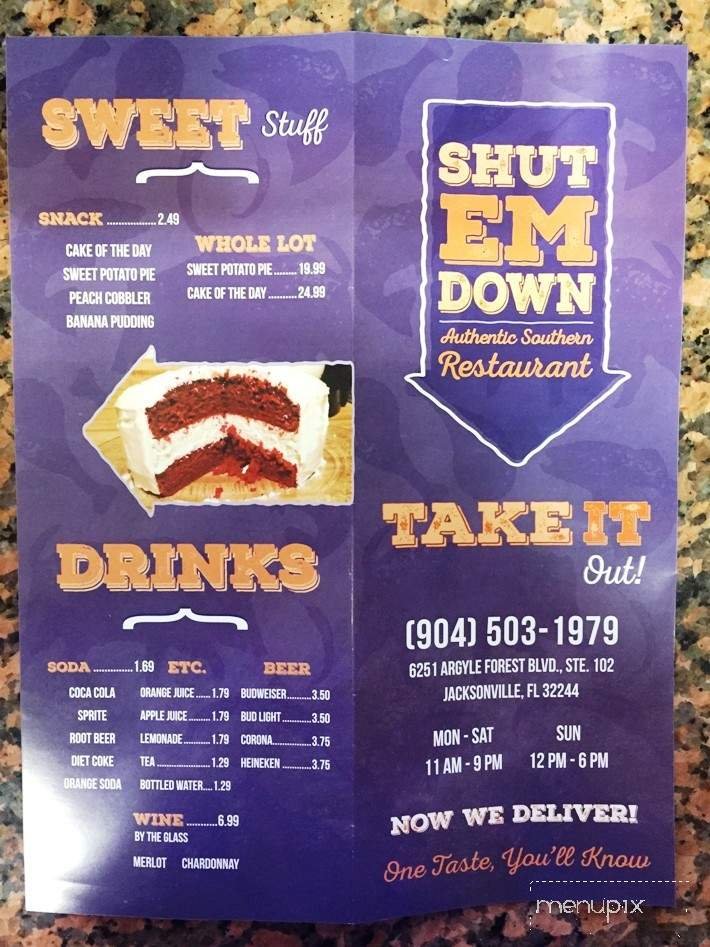 SWEET Stuff
SNACK ................ 2.49
CAKE OF THE DAY
SWEET POTATO PIE
PEACH COBBLER
BANANA PUDDING
WHOLE LOT
SWEET POTATO PIE ........ 19.99
CAKE OF THE DAY .......... 24.99
DRINKS
SODA ............. 1.69
COCA COLA
SPRITE
ROOT BEER
DIET COKE
ORANGE SODA
ETC.
ORANGE JUICE ...... 1.79
APPLE JUICE ........ 1.79
LEMONADE ............ 1.79
TEA ...................... 1.29
BOTTLED WATER.... 1.29
BEER
BUDWEISER......... 3.50
BUD LIGHT ........... 3.50
CORONA............... 3.75
HEINEKEN ........... 3.75
WINE .......... 6.99
BY THE GLASS
MERLOT CHARDONNAY
SHUT
EM
DOWN
Authentic Southern
Restaurant
TAKE IT
Out!
(904) 503-1979
6251 ARGYLE FOREST BLVD., STE. 102
JACKSONVILLE, FL 32244
MON - SAT
11 AM - 9 PM
SUN
12 PM - 6 PM
NOW WE DELIVER!
One Taste, You'll Know
menupix